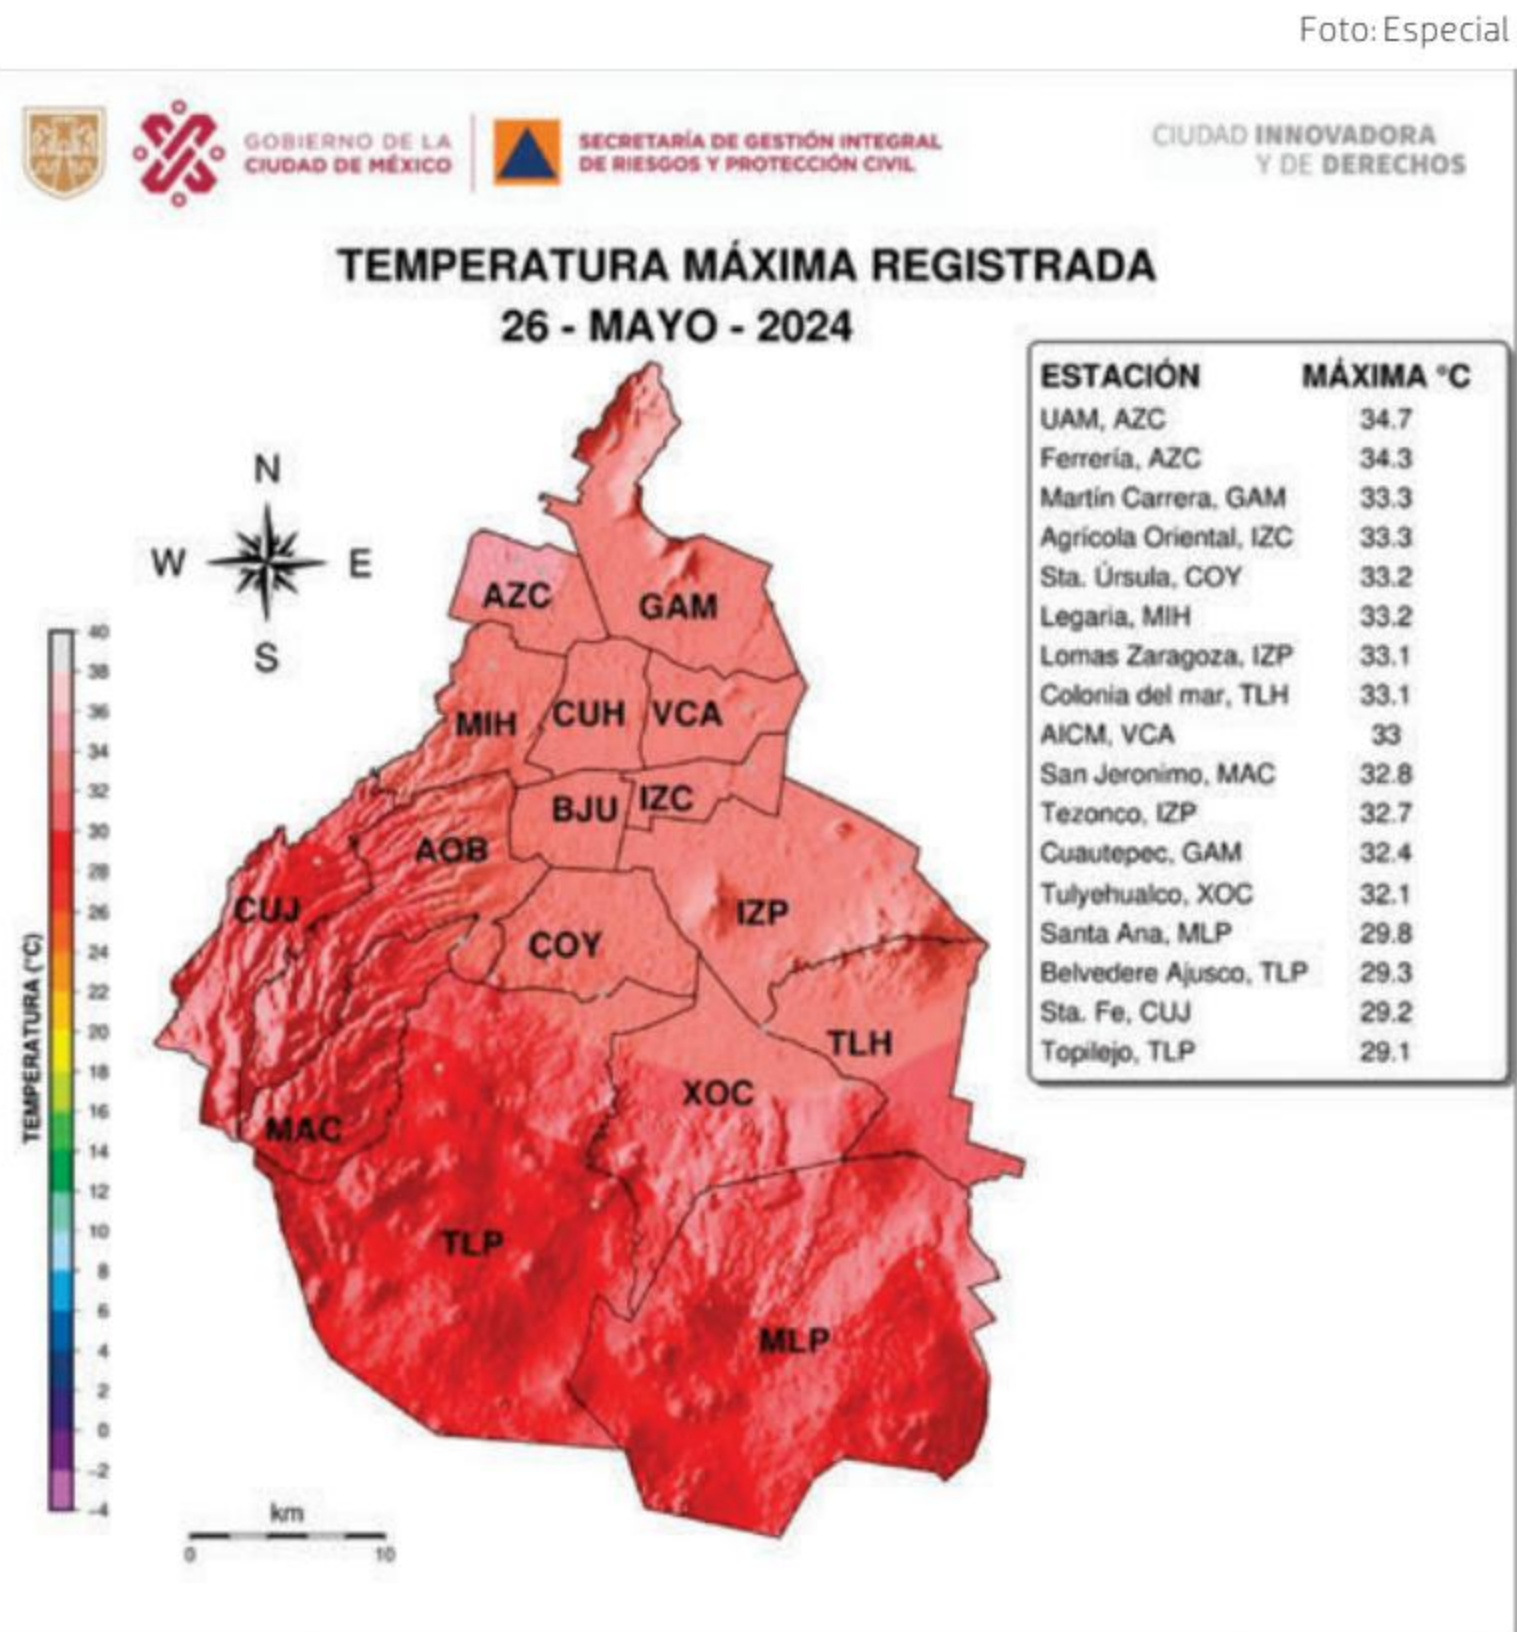 Foto: Especial
GOBIERNO DE LA
CIUDAD DE MÉXICO
SECRETARÍA DE GESTIÓN INTEGRAL
DE RIESGOS Y PROTECCIÓN CIVIL
CIUDAD INNOVADORA
Y DE DERECHOS
TEMPERATURA MÁXIMA REGISTRADA
26 - MAYO - 2024
ESTACIÓN MÁXIMA °C
UAM, AZC 34.7
Ferrería, AZC 34.3
Martín Carrera, GAM 33.3
Agrícola Oriental, IZC 33.3
Sta. Úrsula, COY 33.2
Legaria, MIH 33.2
Lomas Zaragoza, IZP 33.1
Colonia del mar, TLH 33.1
AICM, VCA 33
San Jeronimo, MAC 32.8
Tezonco, IZP 32.7
Cuautepec, GAM 32.4
Tulyehualco, XOC 32.1
Santa Ana, MLP 29.8
Belvedere Ajusco, TLP 29.3
Sta. Fe, CUJ 29.2
Topilejo, TLP 29.1
N
W E
S
AZC
GAM
MIH
CUH
VCA
BJU
IZC
AOB
CUJ
IZP
COY
TLH
XOC
MAC
TLP
MLP
TEMPERATURA (°C)
40
38
36
34
32
30
28
26
24
22
20
18
16
14
12
10
8
6
4
2
0
-2
-4
km
0 10